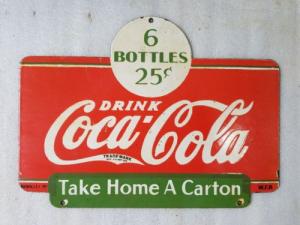 6
BOTTLES
25¢
DRINK
Coca-Cola
TRADE MARK
Take Home A Carton